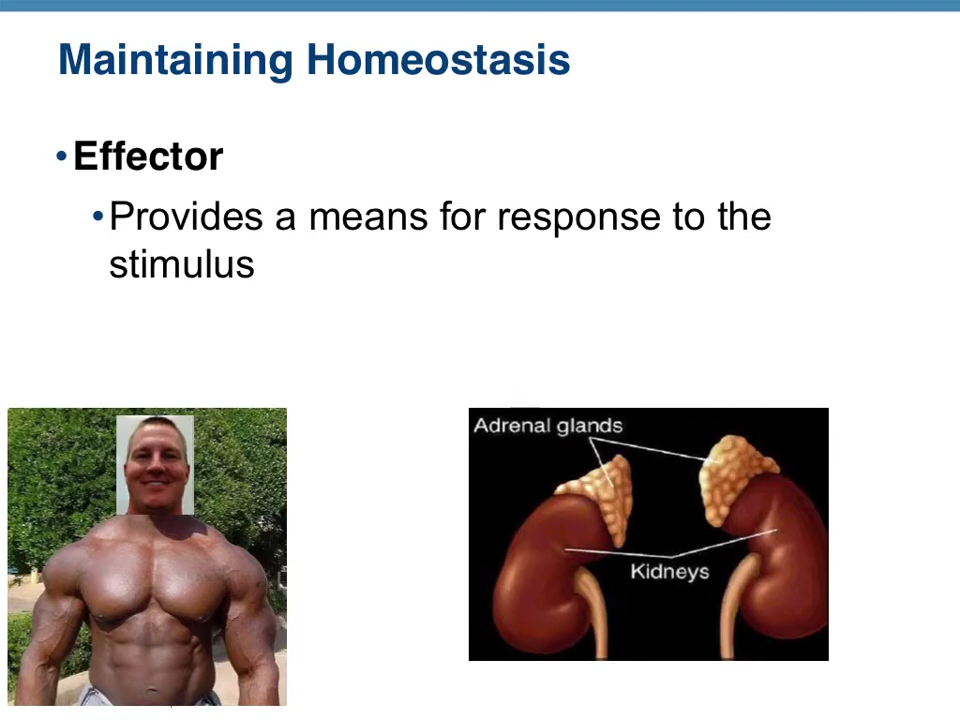 Maintaining Homeostasis
•Effector
•Provides a means for response to the
stimulus
Adrenal glands
Kidneys